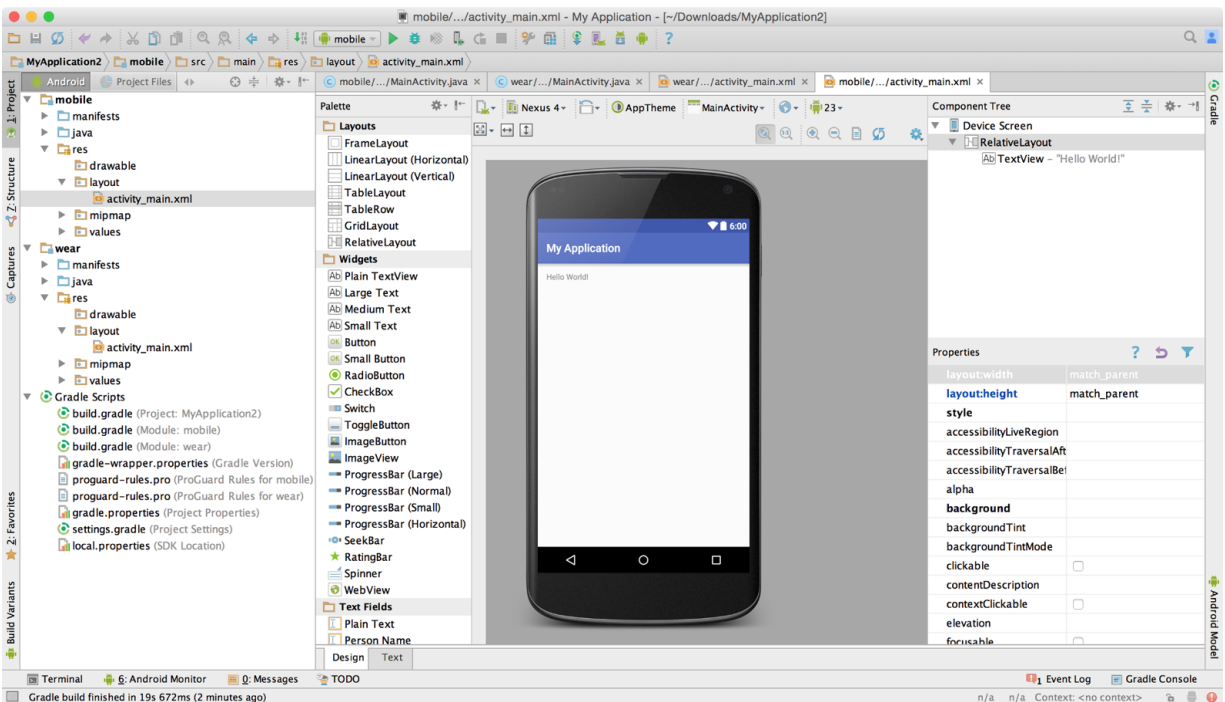 mobile/.../activity_main.xml - My Application - [~/Downloads/MyApplication2]
mobile
MyApplication2 mobile src main res layout activity_main.xml
1: Project
Z: Structure
Captures
2: Favorites
Build Variants
Android Project Files
mobile
manifests
java
res
drawable
layout
activity_main.xml
mipmap
values
wear
manifests
java
res
drawable
layout
activity_main.xml
mipmap
values
Gradle Scripts
build.gradle (Project: MyApplication2)
build.gradle (Module: mobile)
build.gradle (Module: wear)
gradle-wrapper.properties (Gradle Version)
proguard-rules.pro (ProGuard Rules for mobile)
proguard-rules.pro (ProGuard Rules for wear)
gradle.properties (Project Properties)
settings.gradle (Project Settings)
local.properties (SDK Location)
mobile/.../MainActivity.java wear/.../MainActivity.java wear/.../activity_main.xml mobile/.../activity_main.xml
Palette
Layouts
FrameLayout
LinearLayout (Horizontal)
LinearLayout (Vertical)
TableLayout
TableRow
GridLayout
RelativeLayout
Widgets
Ab Plain TextView
Ab Large Text
Ab Medium Text
Ab Small Text
OK Button
OK Small Button
RadioButton
CheckBox
Switch
ToggleButton
ImageButton
ImageView
ProgressBar (Large)
ProgressBar (Normal)
ProgressBar (Small)
ProgressBar (Horizontal)
SeekBar
RatingBar
Spinner
WebView
Text Fields
Plain Text
Person Name
Design Text
Nexus 4 AppTheme MainActivity 23
6:00
My Application
Hello World!
Component Tree
Device Screen
RelativeLayout
Ab TextView - "Hello World!"
Properties
layout:width match_parent
layout:height match_parent
style
accessibilityLiveRegion
accessibilityTraversalAft
accessibilityTraversalBef
alpha
background
backgroundTint
backgroundTintMode
clickable
contentDescription
contextClickable
elevation
focusable
Gradle
Android Model
Terminal 6: Android Monitor 0: Messages TODO 1 Event Log Gradle Console
Gradle build finished in 19s 672ms (2 minutes ago) n/a n/a Context: <no context>